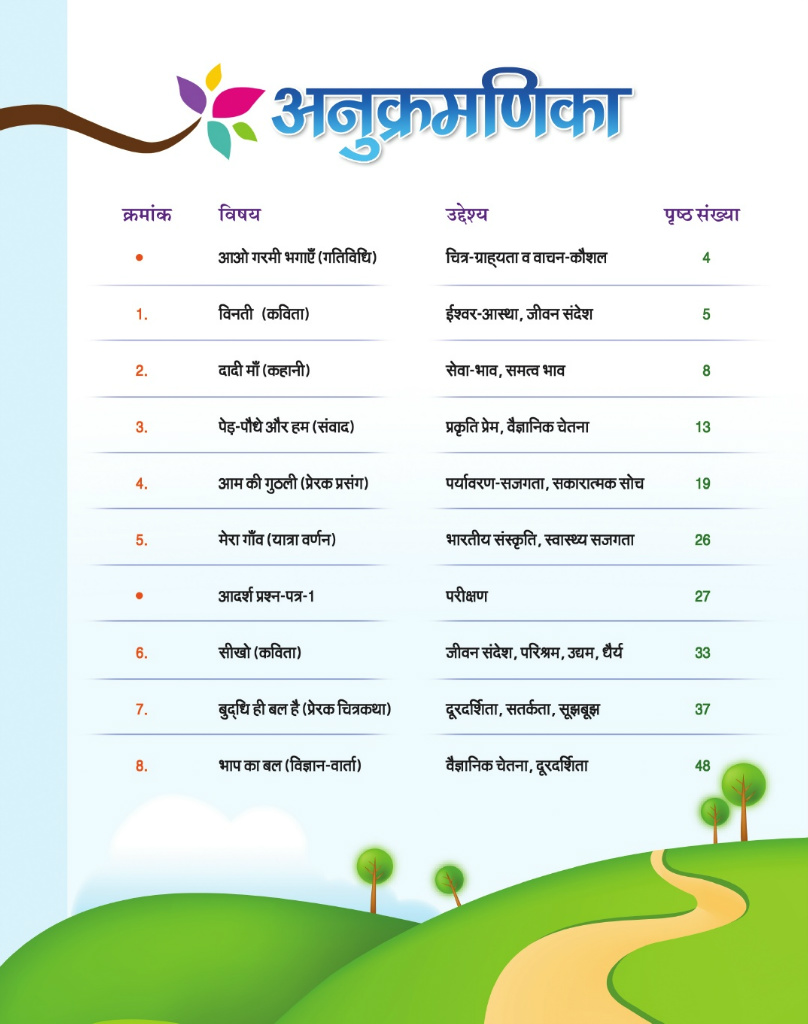 अनुक्रमणिका
क्रमांक विषय उद्देश्य पृष्ठ संख्या
• आओ गरमी भगाएँ (गतिविधि) चित्र-ग्राह्यता व वाचन-कौशल 4
1. विनती (कविता) ईश्वर-आस्था, जीवन संदेश 5
2. दादी माँ (कहानी) सेवा-भाव, समत्व भाव 8
3. पेड़-पौधे और हम (संवाद) प्रकृति प्रेम, वैज्ञानिक चेतना 13
4. आम की गुठली (प्रेरक प्रसंग) पर्यावरण-सजगता, सकारात्मक सोच 19
5. मेरा गाँव (यात्रा वर्णन) भारतीय संस्कृति, स्वास्थ्य सजगता 26
• आदर्श प्रश्न-पत्र-1 परीक्षण 27
6. सीखो (कविता) जीवन संदेश, परिश्रम, उद्यम, धैर्य 33
7. बुद्धि ही बल है (प्रेरक चित्रकथा) दूरदर्शिता, सतर्कता, सूझबूझ 37
8. भाप का बल (विज्ञान-वार्ता) वैज्ञानिक चेतना, दूरदर्शिता 48